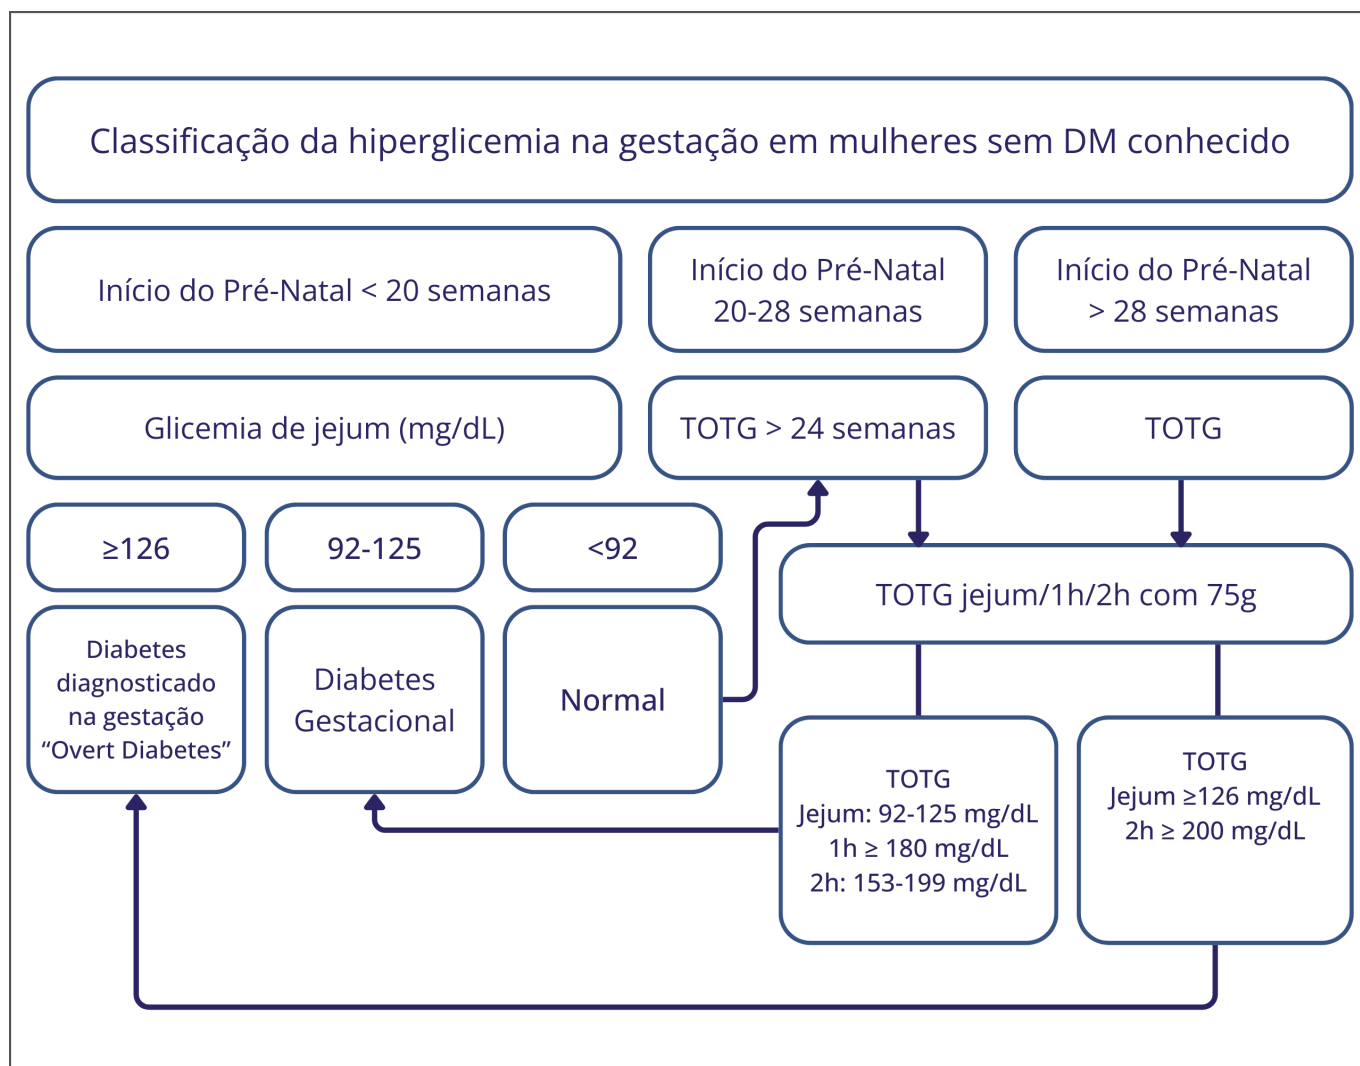 Classificação da hiperglicemia na gestação em mulheres sem DM conhecido
Início do Pré-Natal < 20 semanas
Início do Pré-Natal
20-28 semanas
Início do Pré-Natal
> 28 semanas
Glicemia de jejum (mg/dL)
TOTG > 24 semanas
TOTG
≥126
92-125
<92
TOTG jejum/1h/2h com 75g
Diabetes
diagnosticado
na gestação
“Overt Diabetes”
Diabetes
Gestacional
Normal
TOTG
Jejum: 92-125 mg/dL
1h ≥ 180 mg/dL
2h: 153-199 mg/dL
TOTG
Jejum ≥126 mg/dL
2h ≥ 200 mg/dL